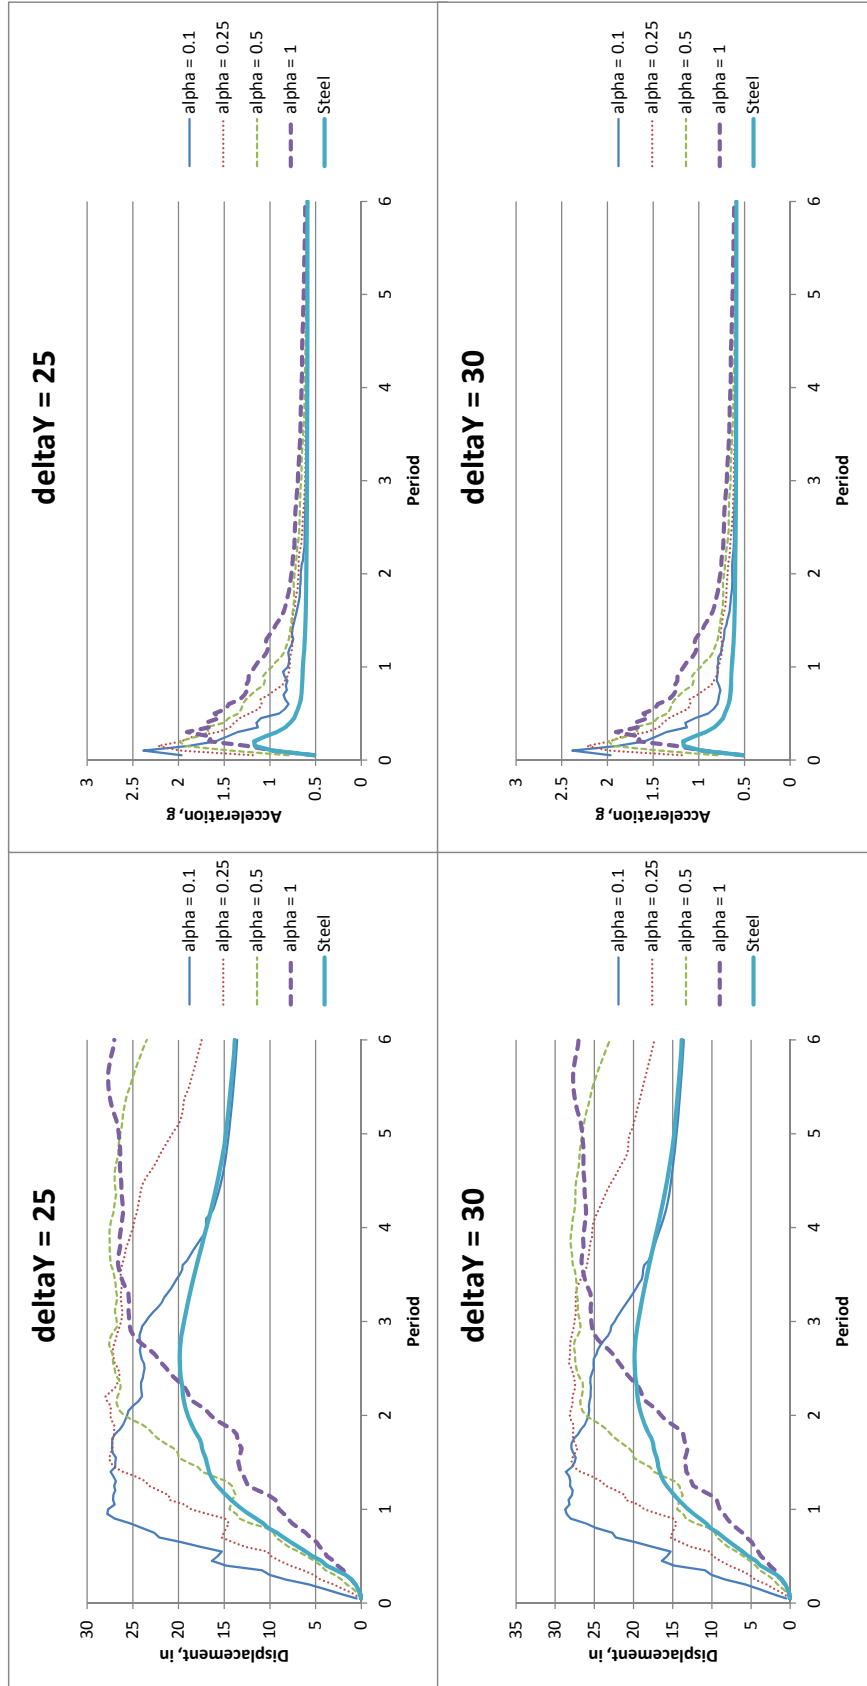 deltaY = 25
30
25
20
15
10
5
0
Displacement, in
0 1 2 3 4 5 6
Period
alpha = 0.1
alpha = 0.25
alpha = 0.5
alpha = 1
Steel
deltaY = 25
3
2.5
2
1.5
1
0.5
0
Acceleration, g
0 1 2 3 4 5 6
Period
alpha = 0.1
alpha = 0.25
alpha = 0.5
alpha = 1
Steel
deltaY = 30
35
30
25
20
15
10
5
0
Displacement, in
0 1 2 3 4 5 6
Period
alpha = 0.1
alpha = 0.25
alpha = 0.5
alpha = 1
Steel
deltaY = 30
3
2.5
2
1.5
1
0.5
0
Acceleration, g
0 1 2 3 4 5 6
Period
alpha = 0.1
alpha = 0.25
alpha = 0.5
alpha = 1
Steel